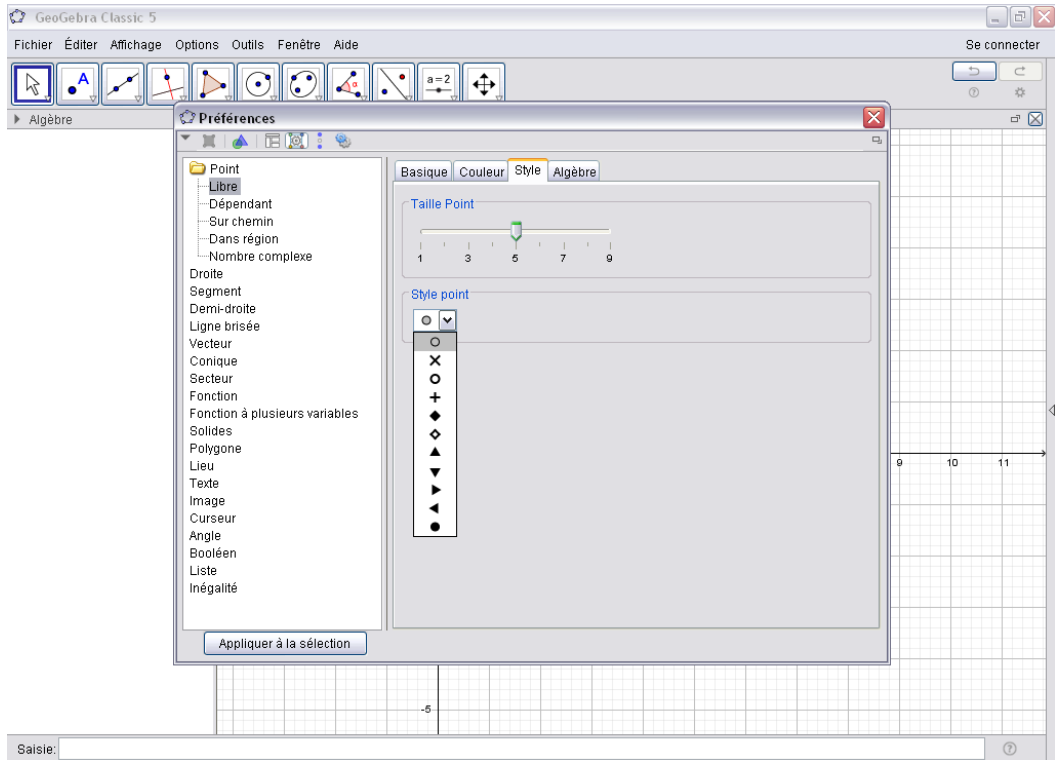 GeoGebra Classic 5
Fichier Éditer Affichage Options Outils Fenêtre Aide Se connecter
A α a=2
Algèbre
Préférences
Point
Libre
Dépendant
Sur chemin
Dans région
Nombre complexe
Droite
Segment
Demi-droite
Ligne brisée
Vecteur
Conique
Secteur
Fonction
Fonction à plusieurs variables
Solides
Polygone
Lieu
Texte
Image
Curseur
Angle
Booléen
Liste
Inégalité
Appliquer à la sélection
Basique Couleur Style Algèbre
Taille Point
1 3 5 7 9
Style point
9 10 11
-5
Saisie: